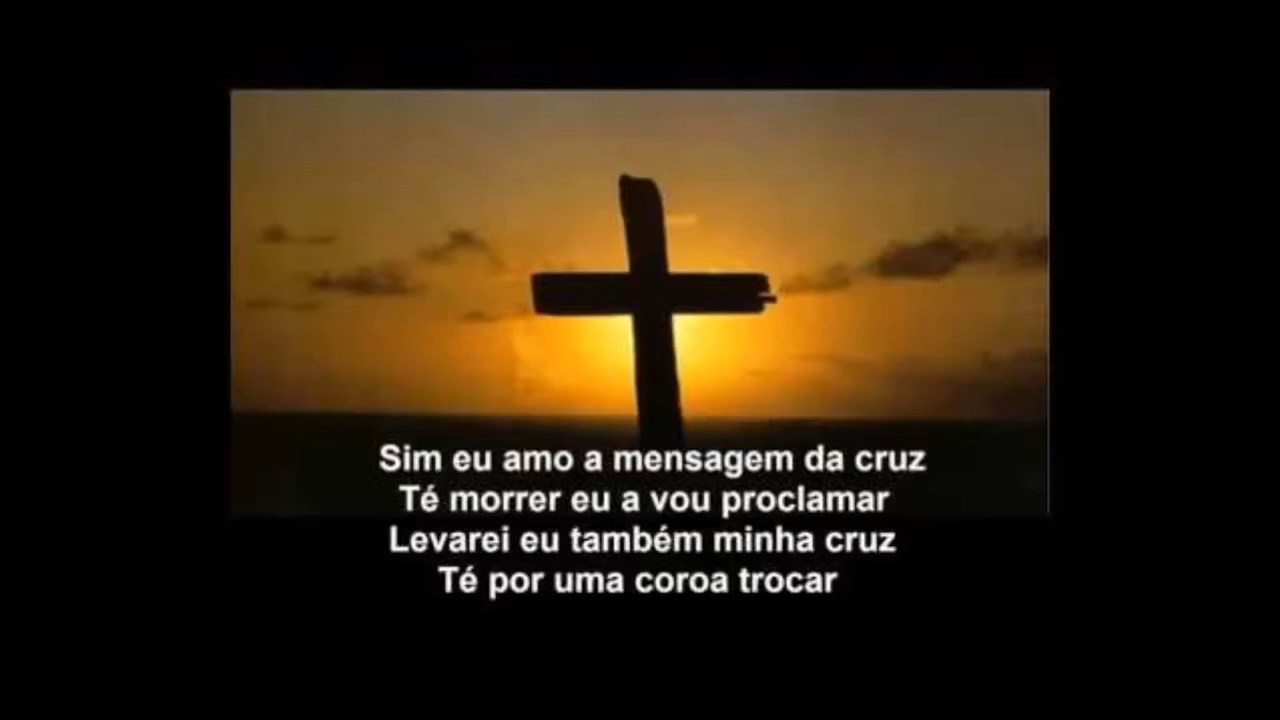 Sim eu amo a mensagem da cruz
Té morrer eu a vou proclamar
Levarei eu também minha cruz
Té por uma coroa trocar